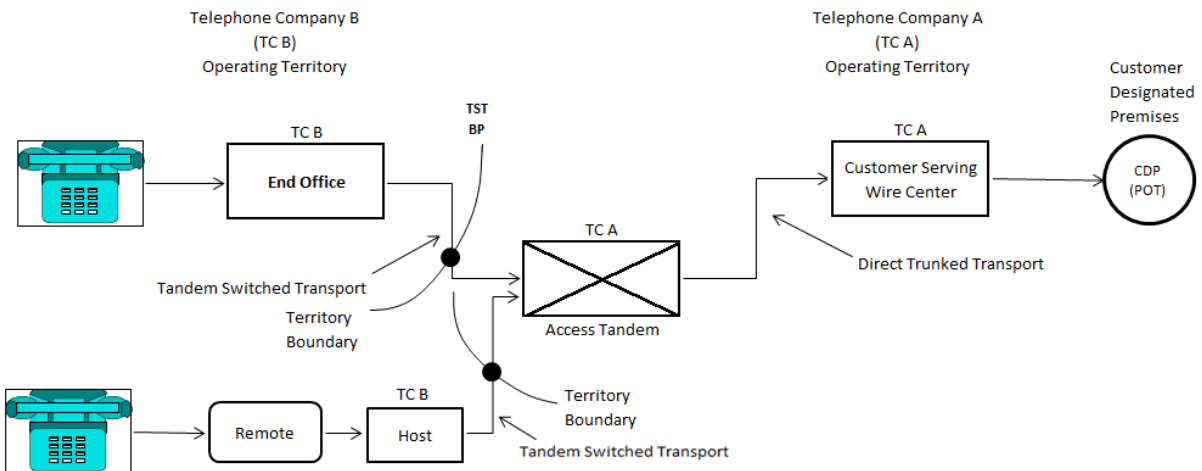 Telephone Company B
(TC B)
Operating Territory
Telephone Company A
(TC A)
Operating Territory
Customer
Designated
Premises
TST
BP
TC B
End Office
TC A
Customer Serving
Wire Center
CDP
(POT)
TC A
Access Tandem
Direct Trunked Transport
Tandem Switched Transport
Territory
Boundary
TC B
Remote
Host
Territory
Boundary
Tandem Switched Transport